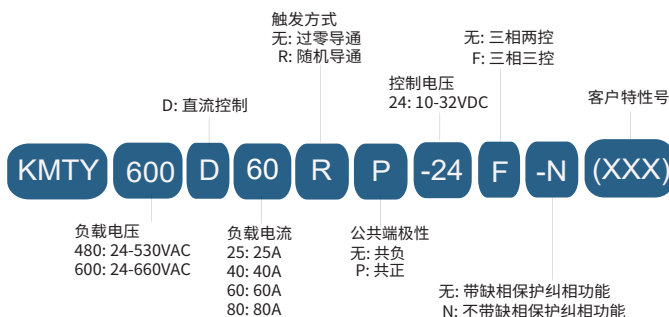 触发方式
无: 过零导通
R: 随机导通
无: 三相两控
F: 三相三控
D: 直流控制
控制电压
24: 10-32VDC
客户特性号
KMTY 600 D 60 R P -24 F -N (XXX)
负载电压
480: 24-530VAC
600: 24-660VAC
负载电流
25: 25A
40: 40A
60: 60A
80: 80A
公共端极性
无: 共负
P: 共正
无: 带缺相保护纠相功能
N: 不带缺相保护纠相功能